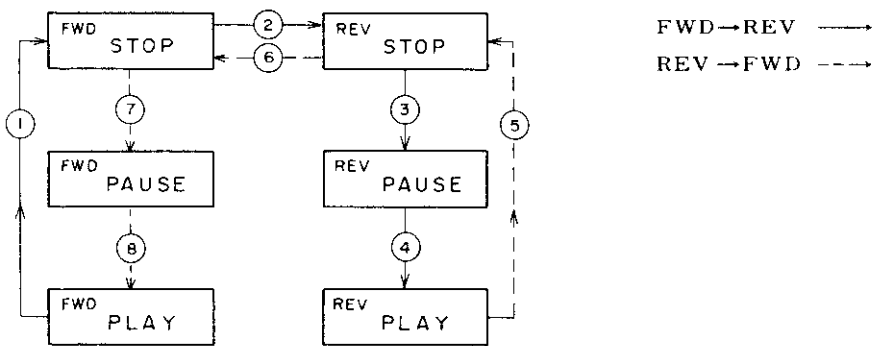 FWD STOP
2
REV STOP
6
FWD→REV
REV→FWD
1
7
3
5
FWD PAUSE
REV PAUSE
8
4
FWD PLAY
REV PLAY